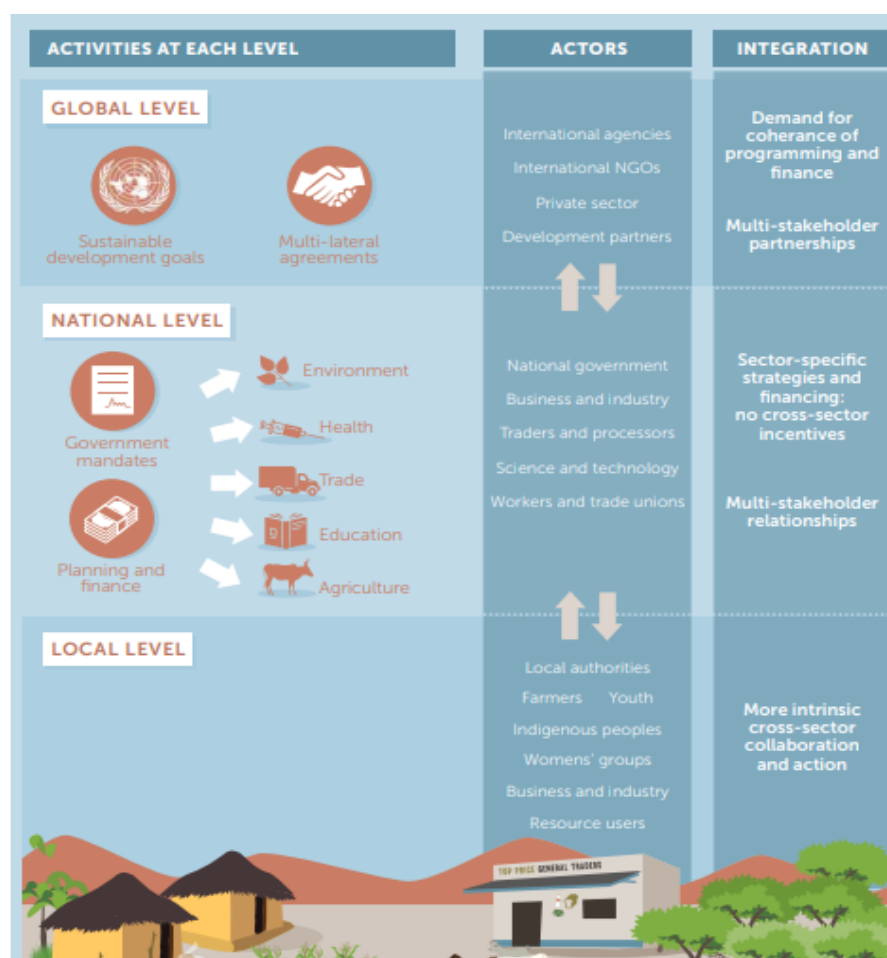 ACTIVITIES AT EACH LEVEL
ACTORS
INTEGRATION
GLOBAL LEVEL
Sustainable
development goals
Multi-lateral
agreements
International agencies
International NGOs
Private sector
Development partners
Demand for
coherance of
programming and
finance
Multi-stakeholder
partnerships
NATIONAL LEVEL
Government
mandates
Planning and
finance
Environment
Health
Trade
Education
Agriculture
National government
Business and industry
Traders and processors
Science and technology
Workers and trade unions
Sector-specific
strategies and
financing:
no cross-sector
incentives
Multi-stakeholder
relationships
LOCAL LEVEL
Local authorities
Farmers Youth
Indigenous peoples
Womens' groups
Business and industry
Resource users
More intrinsic
cross-sector
collaboration
and action
TOP PRICE GENERAL TRADERS